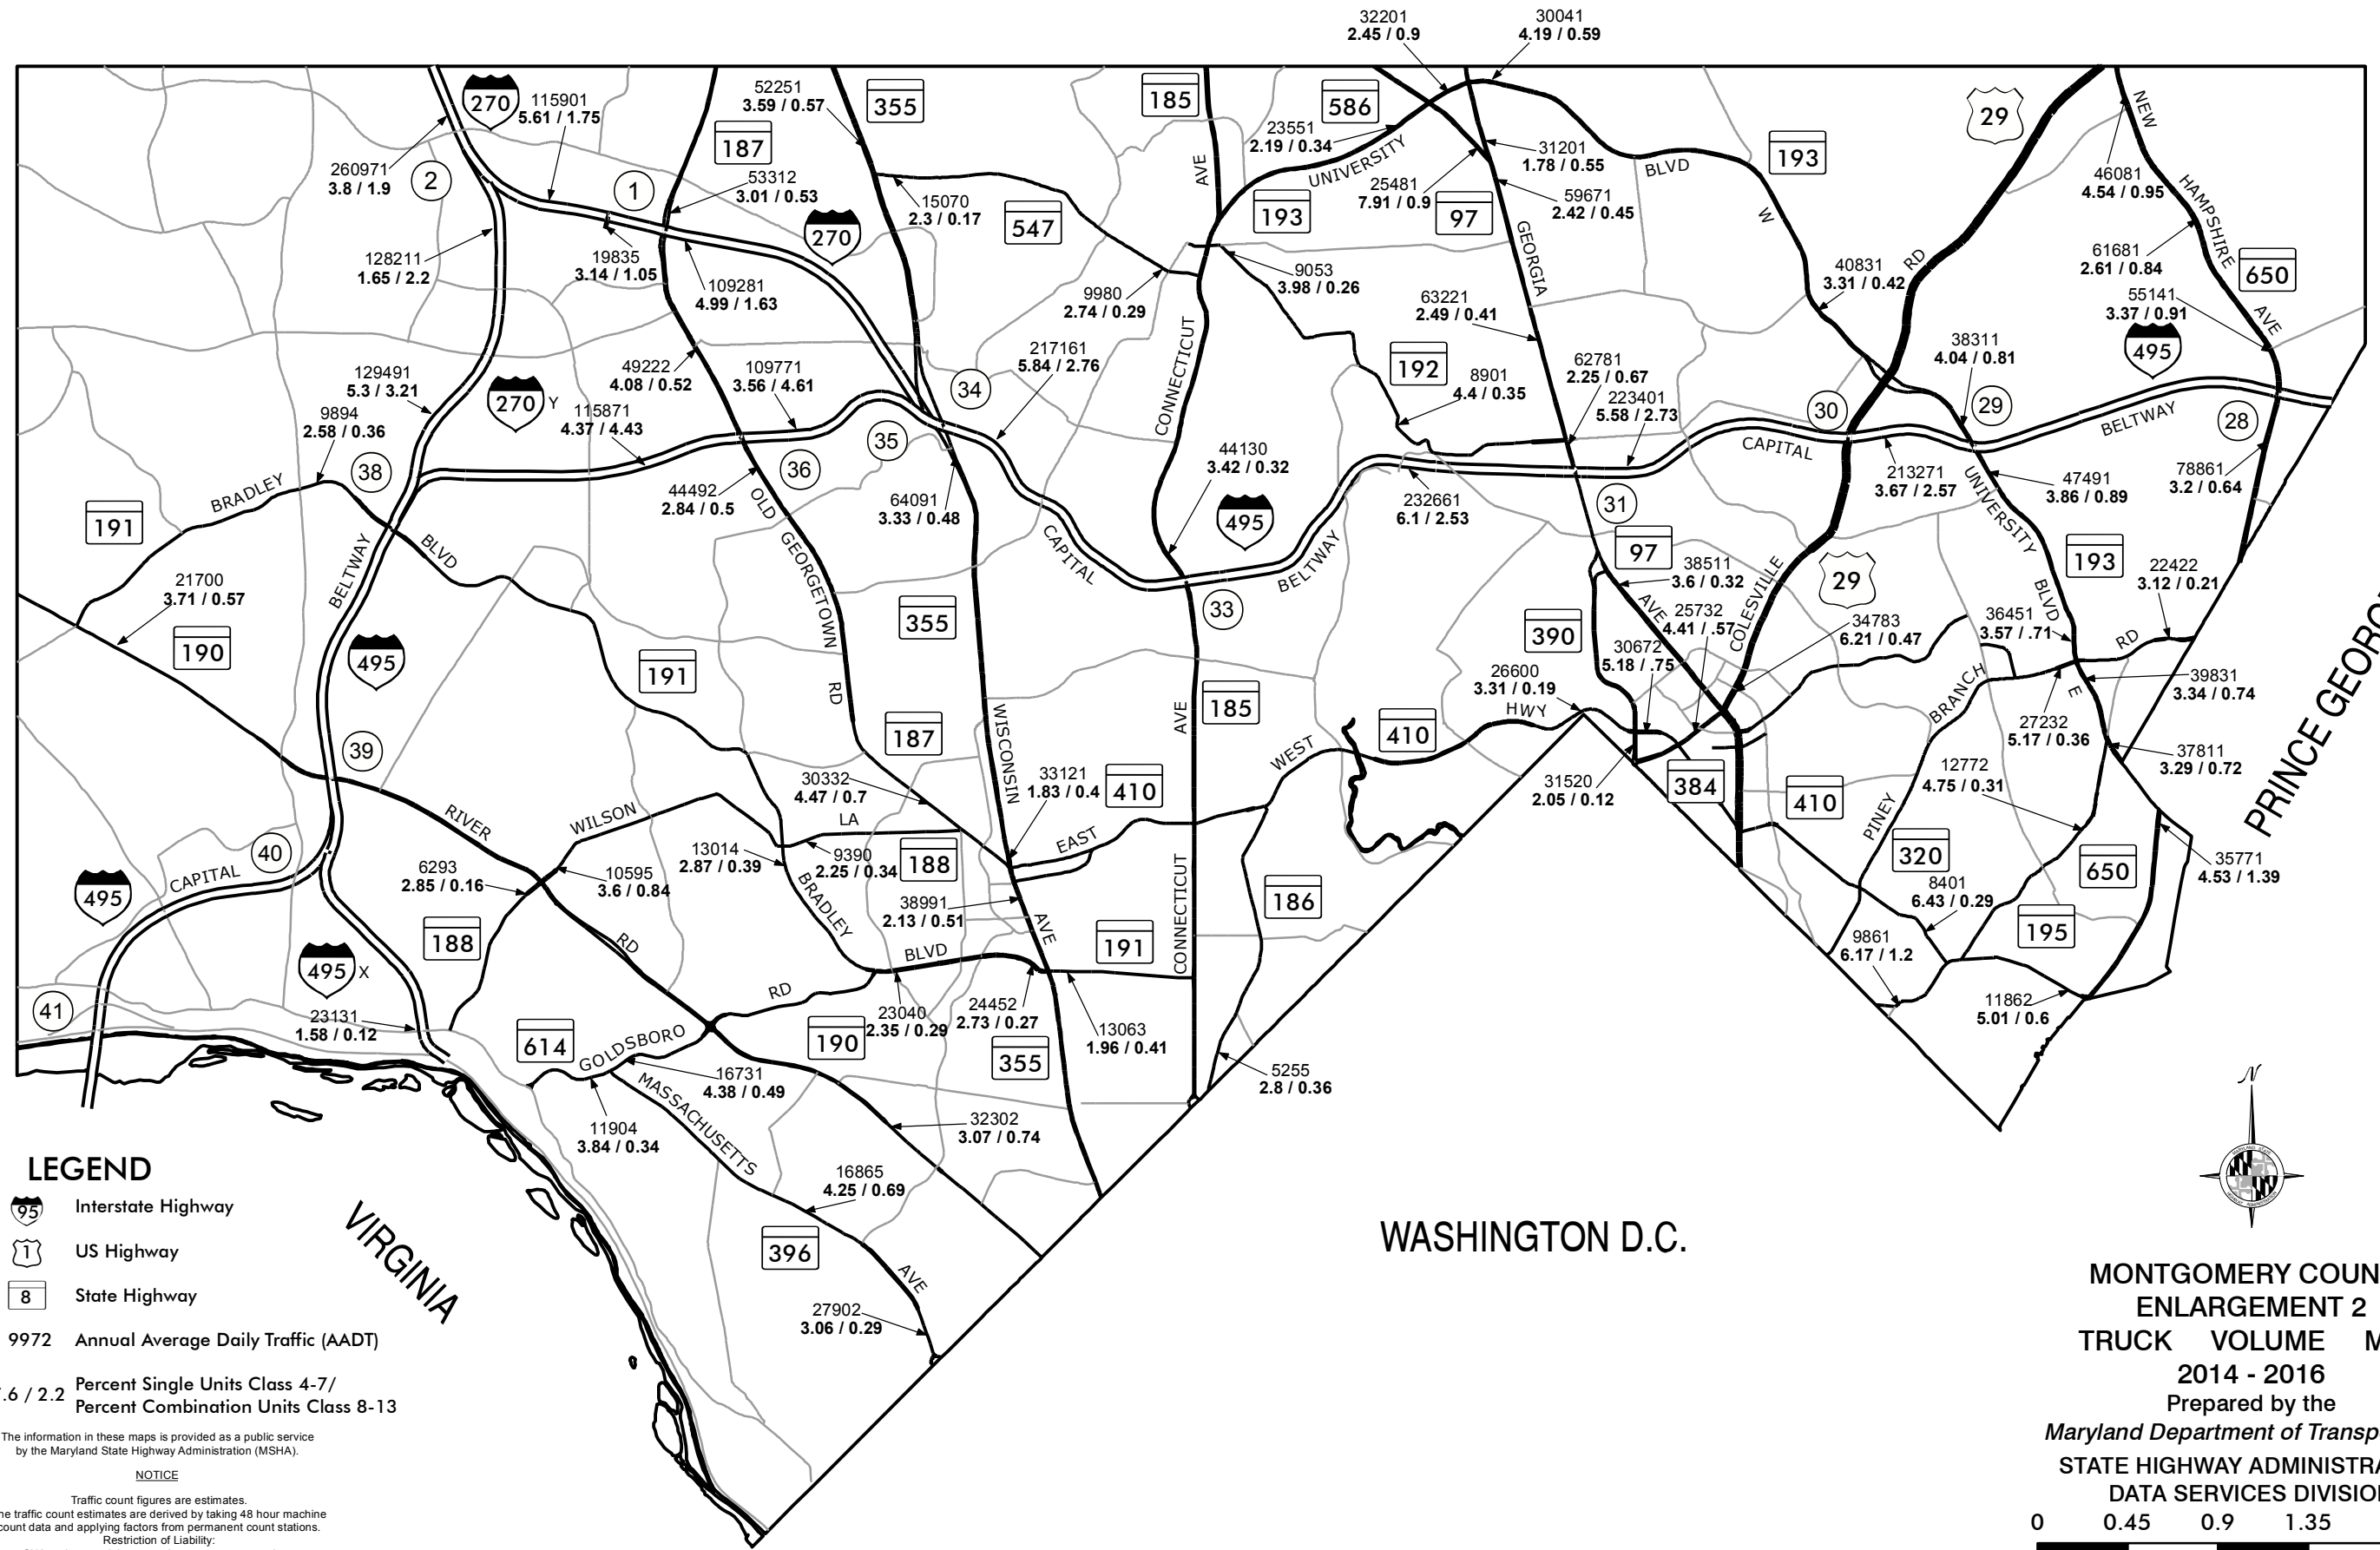 32201
2.45 / 0.9
30041
4.19 / 0.59
270
115901
5.61 / 1.75
52251
3.59 / 0.57
355
185
586
29
NEW
187
23551
2.19 / 0.34
UNIVERSITY
31201
1.78 / 0.55
BLVD
193
46081
4.54 / 0.95
260971
3.8 / 1.9
2
1
53312
3.01 / 0.53
15070
2.3 / 0.17
AVE
25481
7.91 / 0.9
59671
2.42 / 0.45
W
HAMPSHIRE
270
547
193
97
19835
3.14 / 1.05
128211
1.65 / 2.2
109281
4.99 / 1.63
9980
2.74 / 0.29
9053
3.98 / 0.26
GEORGIA
40831
3.31 / 0.42
RD
61681
2.61 / 0.84
650
63221
2.49 / 0.41
55141
3.37 / 0.91
AVE
495
CONNECTICUT
129491
5.3 / 3.21
270 Y
49222
4.08 / 0.52
109771
3.56 / 4.61
34
217161
5.84 / 2.76
192
8901
4.4 / 0.35
62781
2.25 / 0.67
223401
5.58 / 2.73
30
38311
4.04 / 0.81
29
BELTWAY
28
9894
2.58 / 0.36
115871
4.37 / 4.43
35
36
38
BRADLEY
191
44492
2.84 / 0.5
64091
3.33 / 0.48
44130
3.42 / 0.32
495
232661
6.1 / 2.53
31
CAPITAL
213271
3.67 / 2.57
UNIVERSITY
47491
3.86 / 0.89
78861
3.2 / 0.64
BLVD
OLD
GEORGETOWN
RD
CAPITAL
BELTWAY
33
97
38511
3.6 / 0.32
29
193
22422
3.12 / 0.21
21700
3.71 / 0.57
190
BELTWAY
495
191
355
390
AVE
25732
4.41 / .57
COLESVILLE
34783
6.21 / 0.47
36451
3.57 / .71
BLVD
RD
30672
5.18 / .75
26600
3.31 / 0.19
HWY
39831
3.34 / 0.74
E
27232
5.17 / 0.36
BRANCH
187
WISCONSIN
AVE
185
WEST
410
39
30332
4.47 / 0.7
33121
1.83 / 0.4
410
31520
2.05 / 0.12
384
410
12772
4.75 / 0.31
37811
3.29 / 0.72
RIVER
WILSON
LA
EAST
PINEY
320
650
35771
4.53 / 1.39
40
CAPITAL
495
6293
2.85 / 0.16
10595
3.6 / 0.84
13014
2.87 / 0.39
9390
2.25 / 0.34
188
38991
2.13 / 0.51
186
8401
6.43 / 0.29
195
188
RD
BRADLEY
BLVD
AVE
191
CONNECTICUT
9861
6.17 / 1.2
495 X
41
23131
1.58 / 0.12
614
GOLDSBORO
RD
190
23040
2.35 / 0.29
24452
2.73 / 0.27
355
13063
1.96 / 0.41
11862
5.01 / 0.6
5255
2.8 / 0.36
16731
4.38 / 0.49
MASSACHUSETTS
11904
3.84 / 0.34
32302
3.07 / 0.74
16865
4.25 / 0.69
396
AVE
27902
3.06 / 0.29
VIRGINIA
WASHINGTON D.C.
PRINCE GEORG
N
LEGEND
95 Interstate Highway
1 US Highway
8 State Highway
9972 Annual Average Daily Traffic (AADT)
.6 / 2.2 Percent Single Units Class 4-7/
Percent Combination Units Class 8-13
The information in these maps is provided as a public service
by the Maryland State Highway Administration (MSHA).
NOTICE
Traffic count figures are estimates.
he traffic count estimates are derived by taking 48 hour machine
count data and applying factors from permanent count stations.
Restriction of Liability:
MONTGOMERY COUN
ENLARGEMENT 2
TRUCK VOLUME M
2014 - 2016
Prepared by the
Maryland Department of Transp
STATE HIGHWAY ADMINISTRA
DATA SERVICES DIVISIO
0 0.45 0.9 1.35